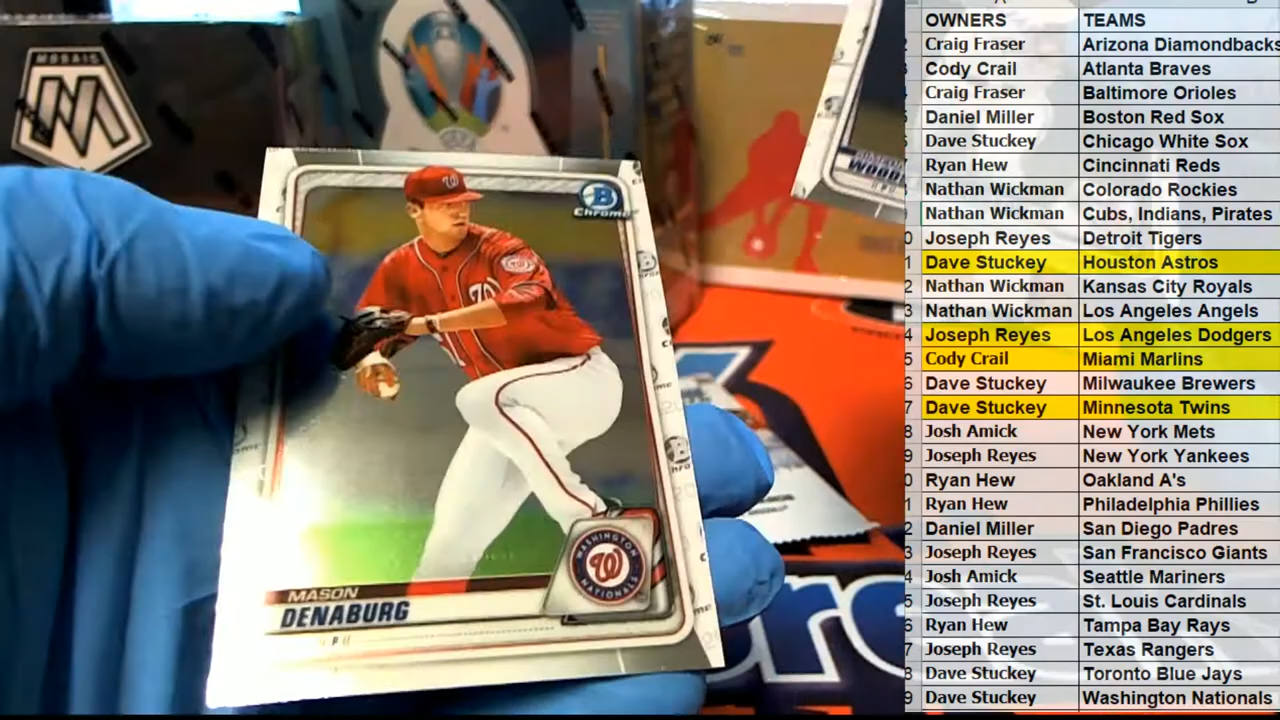 MOSAIC
B
Chrome
W
WASHINGTON
W
NATIONALS
MASON
DENABURG
P
OWNERS TEAMS
Craig Fraser Arizona Diamondbacks
Cody Crail Atlanta Braves
Craig Fraser Baltimore Orioles
Daniel Miller Boston Red Sox
Dave Stuckey Chicago White Sox
Ryan Hew Cincinnati Reds
Nathan Wickman Colorado Rockies
Nathan Wickman Cubs, Indians, Pirates
Joseph Reyes Detroit Tigers
Dave Stuckey Houston Astros
Nathan Wickman Kansas City Royals
Nathan Wickman Los Angeles Angels
Joseph Reyes Los Angeles Dodgers
Cody Crail Miami Marlins
Dave Stuckey Milwaukee Brewers
Dave Stuckey Minnesota Twins
Josh Amick New York Mets
Joseph Reyes New York Yankees
Ryan Hew Oakland A's
Ryan Hew Philadelphia Phillies
Daniel Miller San Diego Padres
Joseph Reyes San Francisco Giants
Josh Amick Seattle Mariners
Joseph Reyes St. Louis Cardinals
Ryan Hew Tampa Bay Rays
Joseph Reyes Texas Rangers
Dave Stuckey Toronto Blue Jays
Dave Stuckey Washington Nationals